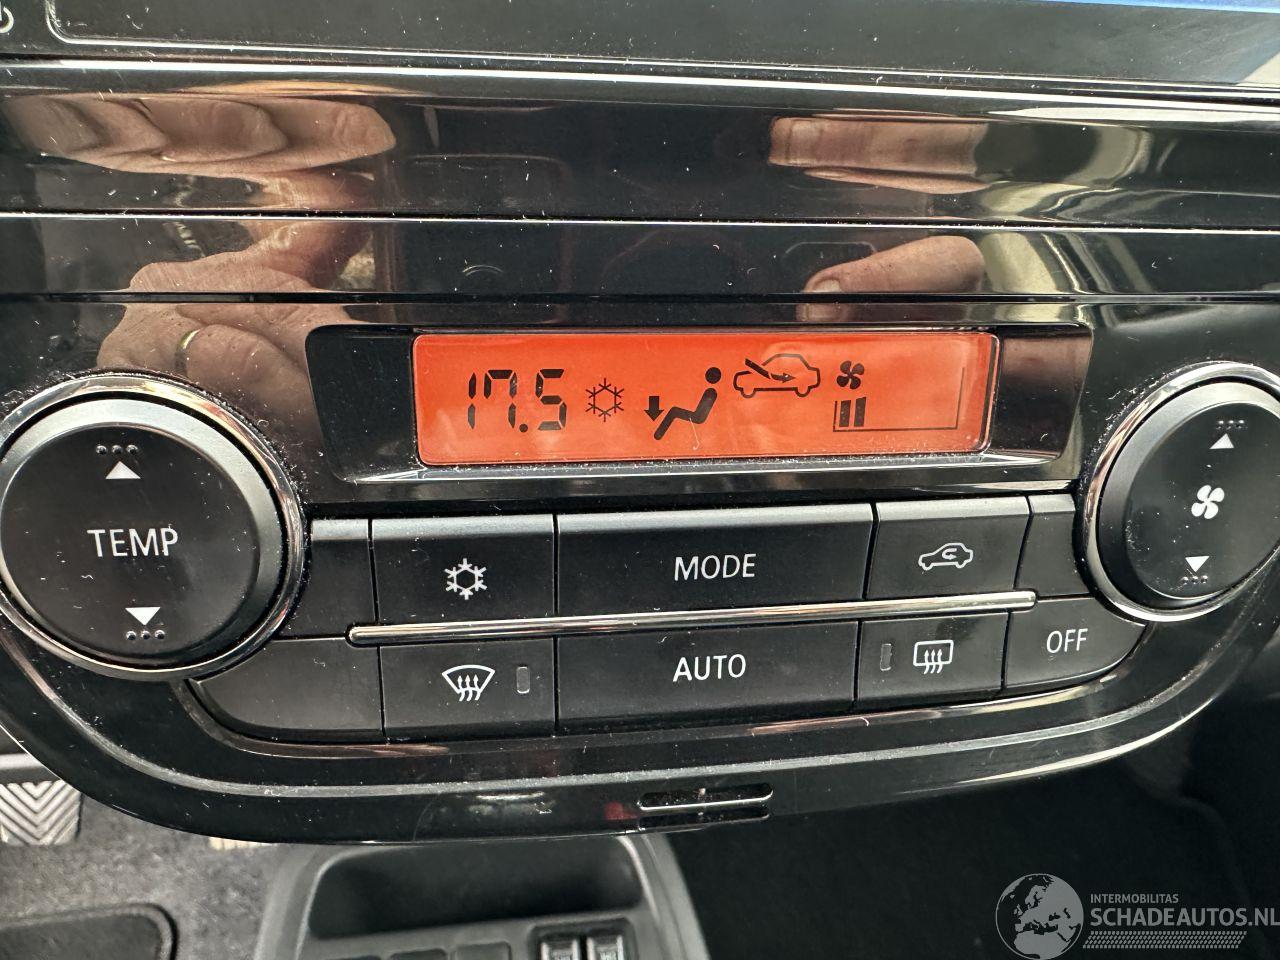 17.5
TEMP
MODE
AUTO
OFF
INTERMOBILITAS
SCHADEAUTOS.NL